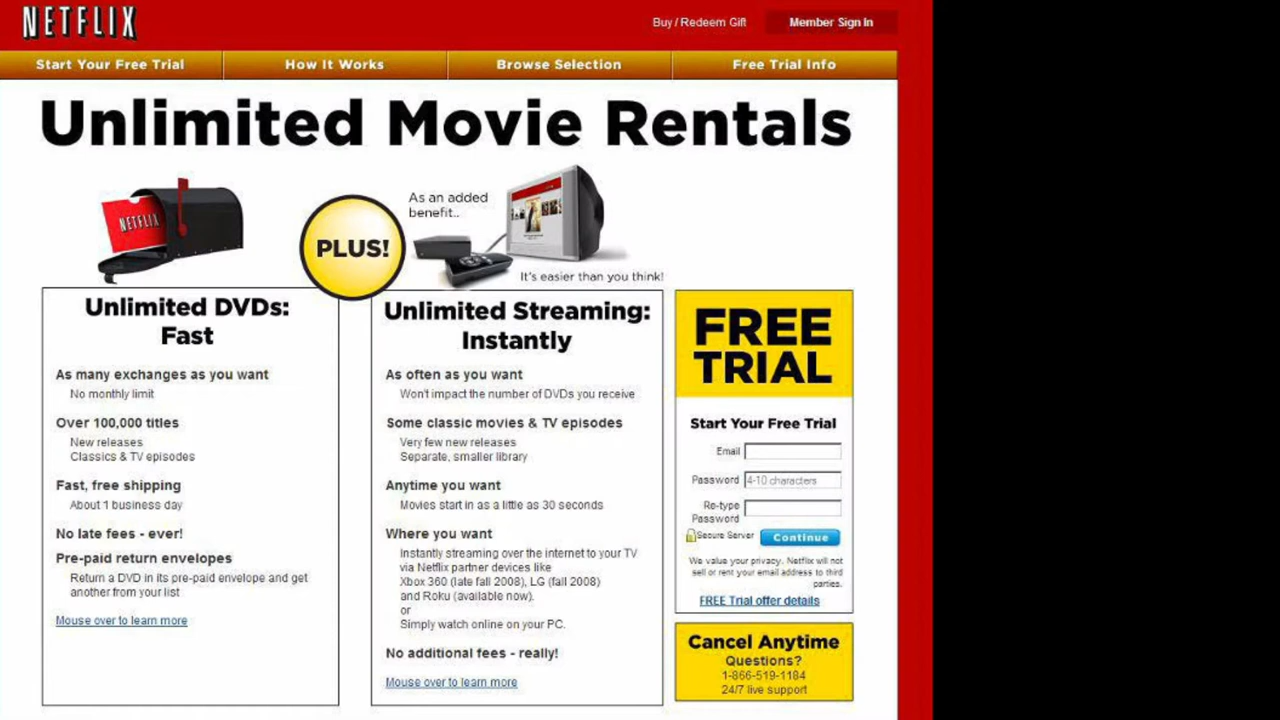 NETFLIX
Buy / Redeem Gift
Member Sign In
Start Your Free Trial
How It Works
Browse Selection
Free Trial Info
Unlimited Movie Rentals
NETFLIX
PLUS!
As an added
benefit..
It's easier than you think!
Unlimited DVDs:
Fast
As many exchanges as you want
No monthly limit
Over 100,000 titles
New releases
Classics & TV episodes
Fast, free shipping
About 1 business day
No late fees - ever!
Pre-paid return envelopes
Return a DVD in its pre-paid envelope and get
another from your list
Mouse over to learn more
Unlimited Streaming:
Instantly
As often as you want
Won't impact the number of DVDs you receive
Some classic movies & TV episodes
Very few new releases
Separate, smaller library
Anytime you want
Movies start in as a little as 30 seconds
Where you want
Instantly streaming over the internet to your TV
via Netflix partner devices like
Xbox 360 (late fall 2008), LG (fall 2008)
and Roku (available now).
or
Simply watch online on your PC.
No additional fees - really!
Mouse over to learn more
FREE
TRIAL
Start Your Free Trial
Email
Password 4-10 characters
Re-type
Password
Secure Server Continue
We value your privacy. Netflix will not
sell or rent your email address to third
parties.
FREE Trial offer details
Cancel Anytime
Questions?
1-866-519-1184
24/7 live support